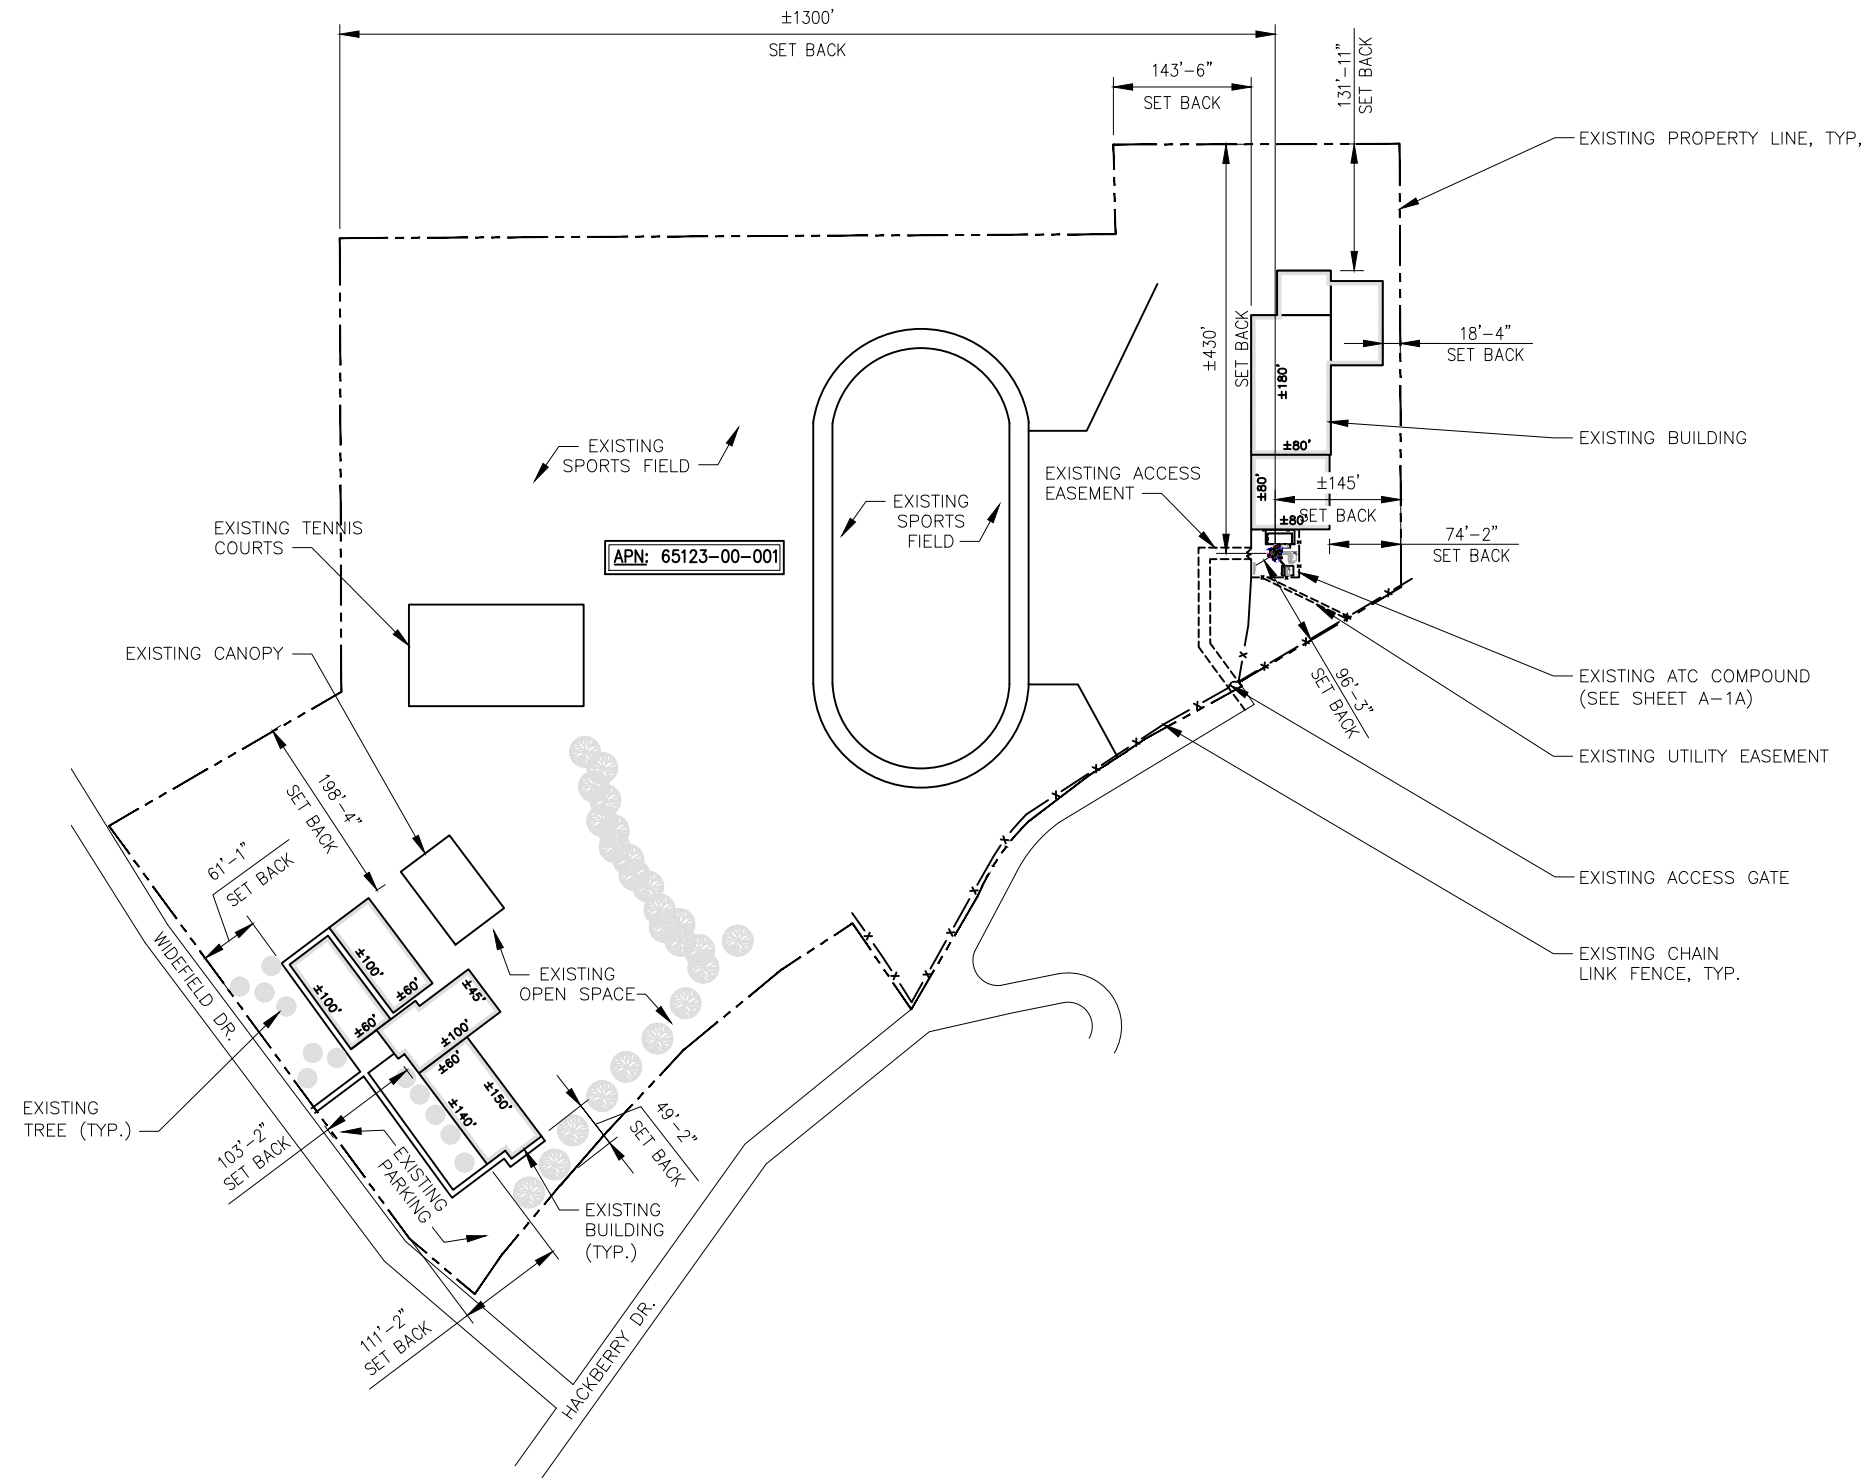 ±1300'
SET BACK
143'-6"
SET BACK
131'-11"
SET BACK
EXISTING PROPERTY LINE, TYP,
±430'
SET BACK
18'-4"
SET BACK
±180'
±80'
EXISTING BUILDING
EXISTING
SPORTS FIELD
EXISTING ACCESS
EASEMENT
±80'
±145'
SET BACK
±80'
EXISTING
SPORTS
FIELD
74'-2"
SET BACK
EXISTING TENNIS
COURTS
APN: 65123-00-001
EXISTING CANOPY
96'-3"
SET BACK
EXISTING ATC COMPOUND
(SEE SHEET A-1A)
EXISTING UTILITY EASEMENT
198'-4"
SET BACK
61'-1"
SET BACK
EXISTING ACCESS GATE
WIDEFIELD DR.
±100'
±60'
±100'
±60'
±45'
±100'
EXISTING
OPEN SPACE
EXISTING CHAIN
LINK FENCE, TYP.
±60'
±150'
±140'
EXISTING
TREE (TYP.)
103'-2"
SET BACK
EXISTING
PARKING
49'-2"
SET BACK
EXISTING
BUILDING
(TYP.)
111'-2"
SET BACK
HACKBERRY DR.